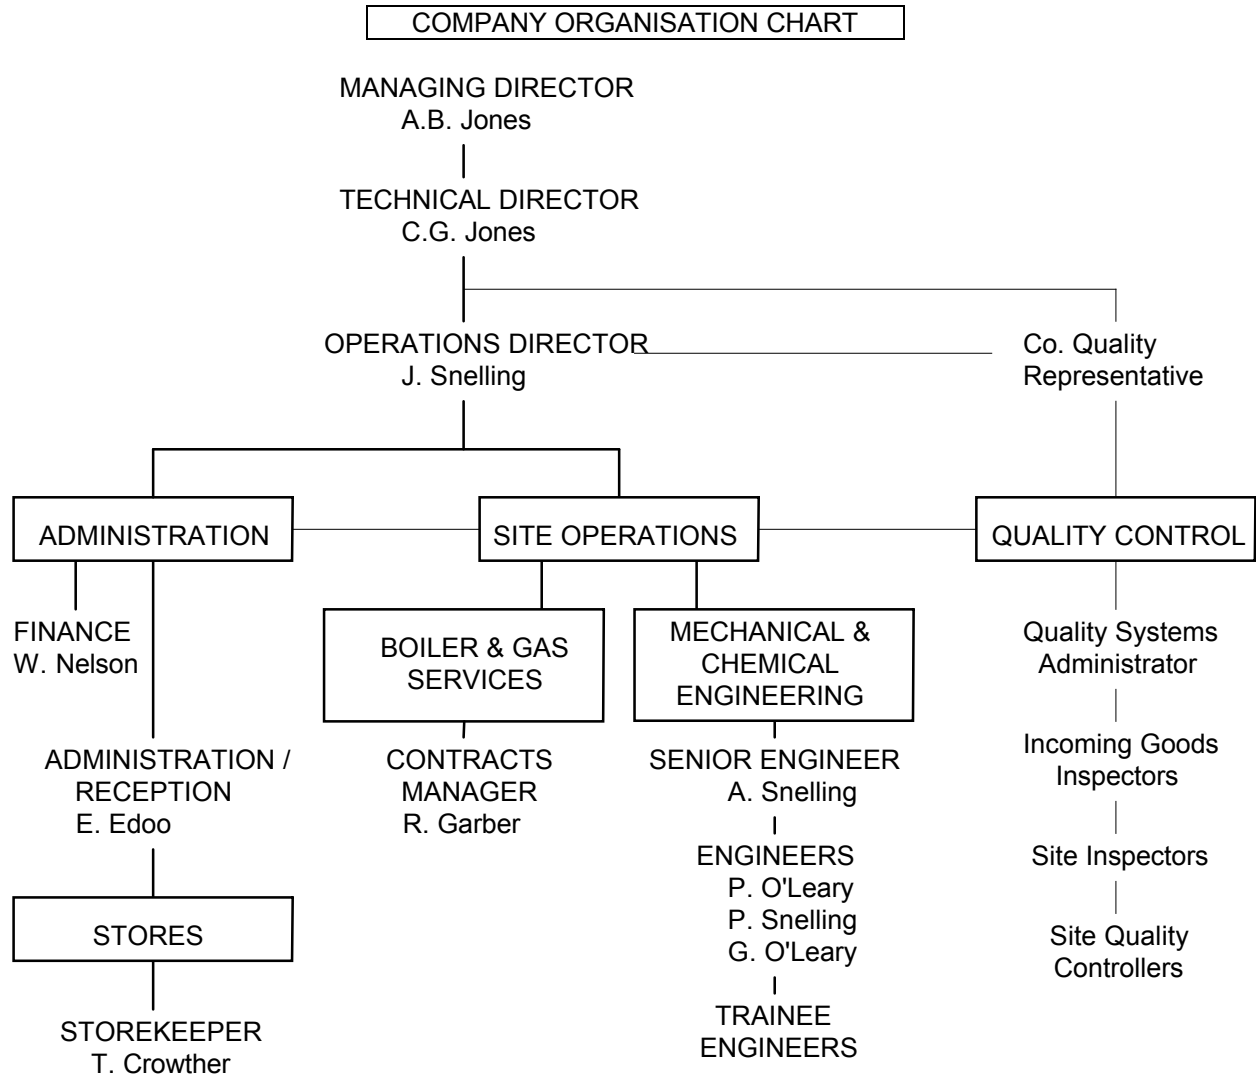 COMPANY ORGANISATION CHART
MANAGING DIRECTOR
A.B. Jones
TECHNICAL DIRECTOR
C.G. Jones
OPERATIONS DIRECTOR
J. Snelling
Co. Quality
Representative
ADMINISTRATION
SITE OPERATIONS
QUALITY CONTROL
FINANCE
W. Nelson
BOILER & GAS
SERVICES
MECHANICAL &
CHEMICAL
ENGINEERING
Quality Systems
Administrator
ADMINISTRATION /
RECEPTION
E. Edoo
CONTRACTS
MANAGER
R. Garber
SENIOR ENGINEER
A. Snelling
Incoming Goods
Inspectors
ENGINEERS
P. O'Leary
P. Snelling
G. O'Leary
Site Inspectors
STORES
Site Quality
Controllers
STOREKEEPER
T. Crowther
TRAINEE
ENGINEERS